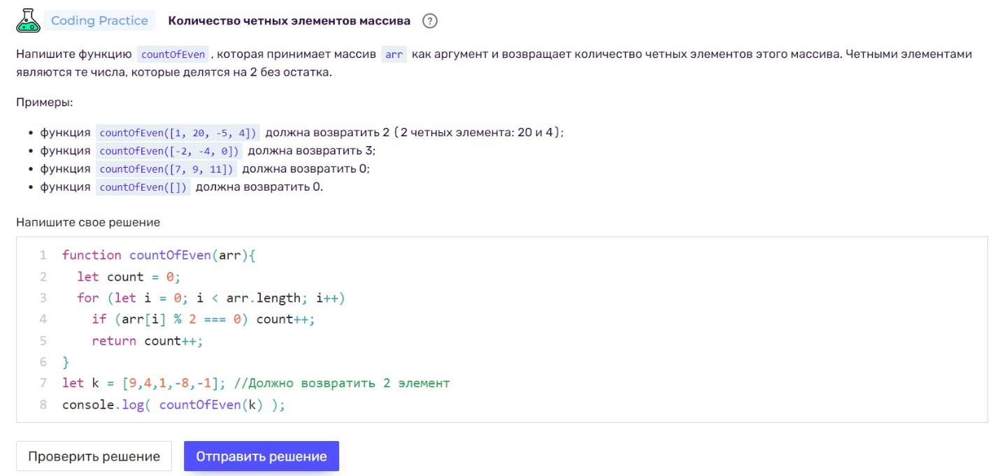 Coding Practice Количество четных элементов массива ?
Напишите функцию countOfEven , которая принимает массив arr как аргумент и возвращает количество четных элементов этого массива. Четными элементами
являются те числа, которые делятся на 2 без остатка.
Примеры:
• функция countOfEven([1, 20, -5, 4]) должна возвратить 2 (2 четных элемента: 20 и 4);
• функция countOfEven([-2, -4, 0]) должна возвратить 3;
• функция countOfEven([7, 9, 11]) должна возвратить 0;
• функция countOfEven([]) должна возвратить 0.
Напишите свое решение
1 function countOfEven(arr){
2 let count = 0;
3 for (let i = 0; i < arr.length; i++)
4 if (arr[i] % 2 === 0) count++;
5 return count++;
6 }
7 let k = [9,4,1,-8,-1]; //Должно возвратить 2 элемент
8 console.log( countOfEven(k) );
Проверить решение Отправить решение